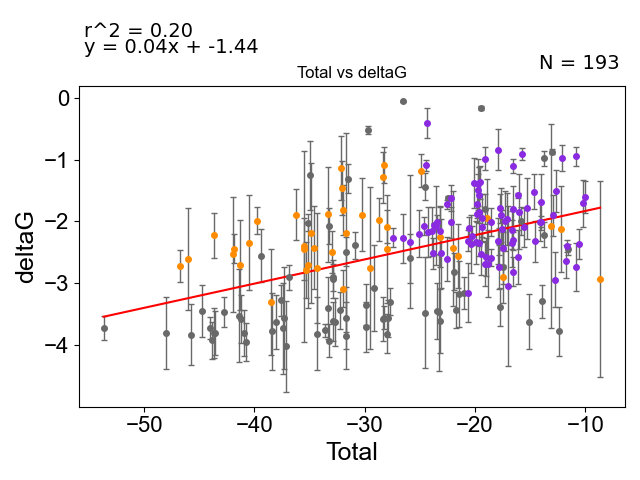 r^2 = 0.20
y = 0.04x + -1.44
N = 193
Total vs deltaG
deltaG
0
−1
−2
−3
−4
−50
−40
−30
−20
−10
Total